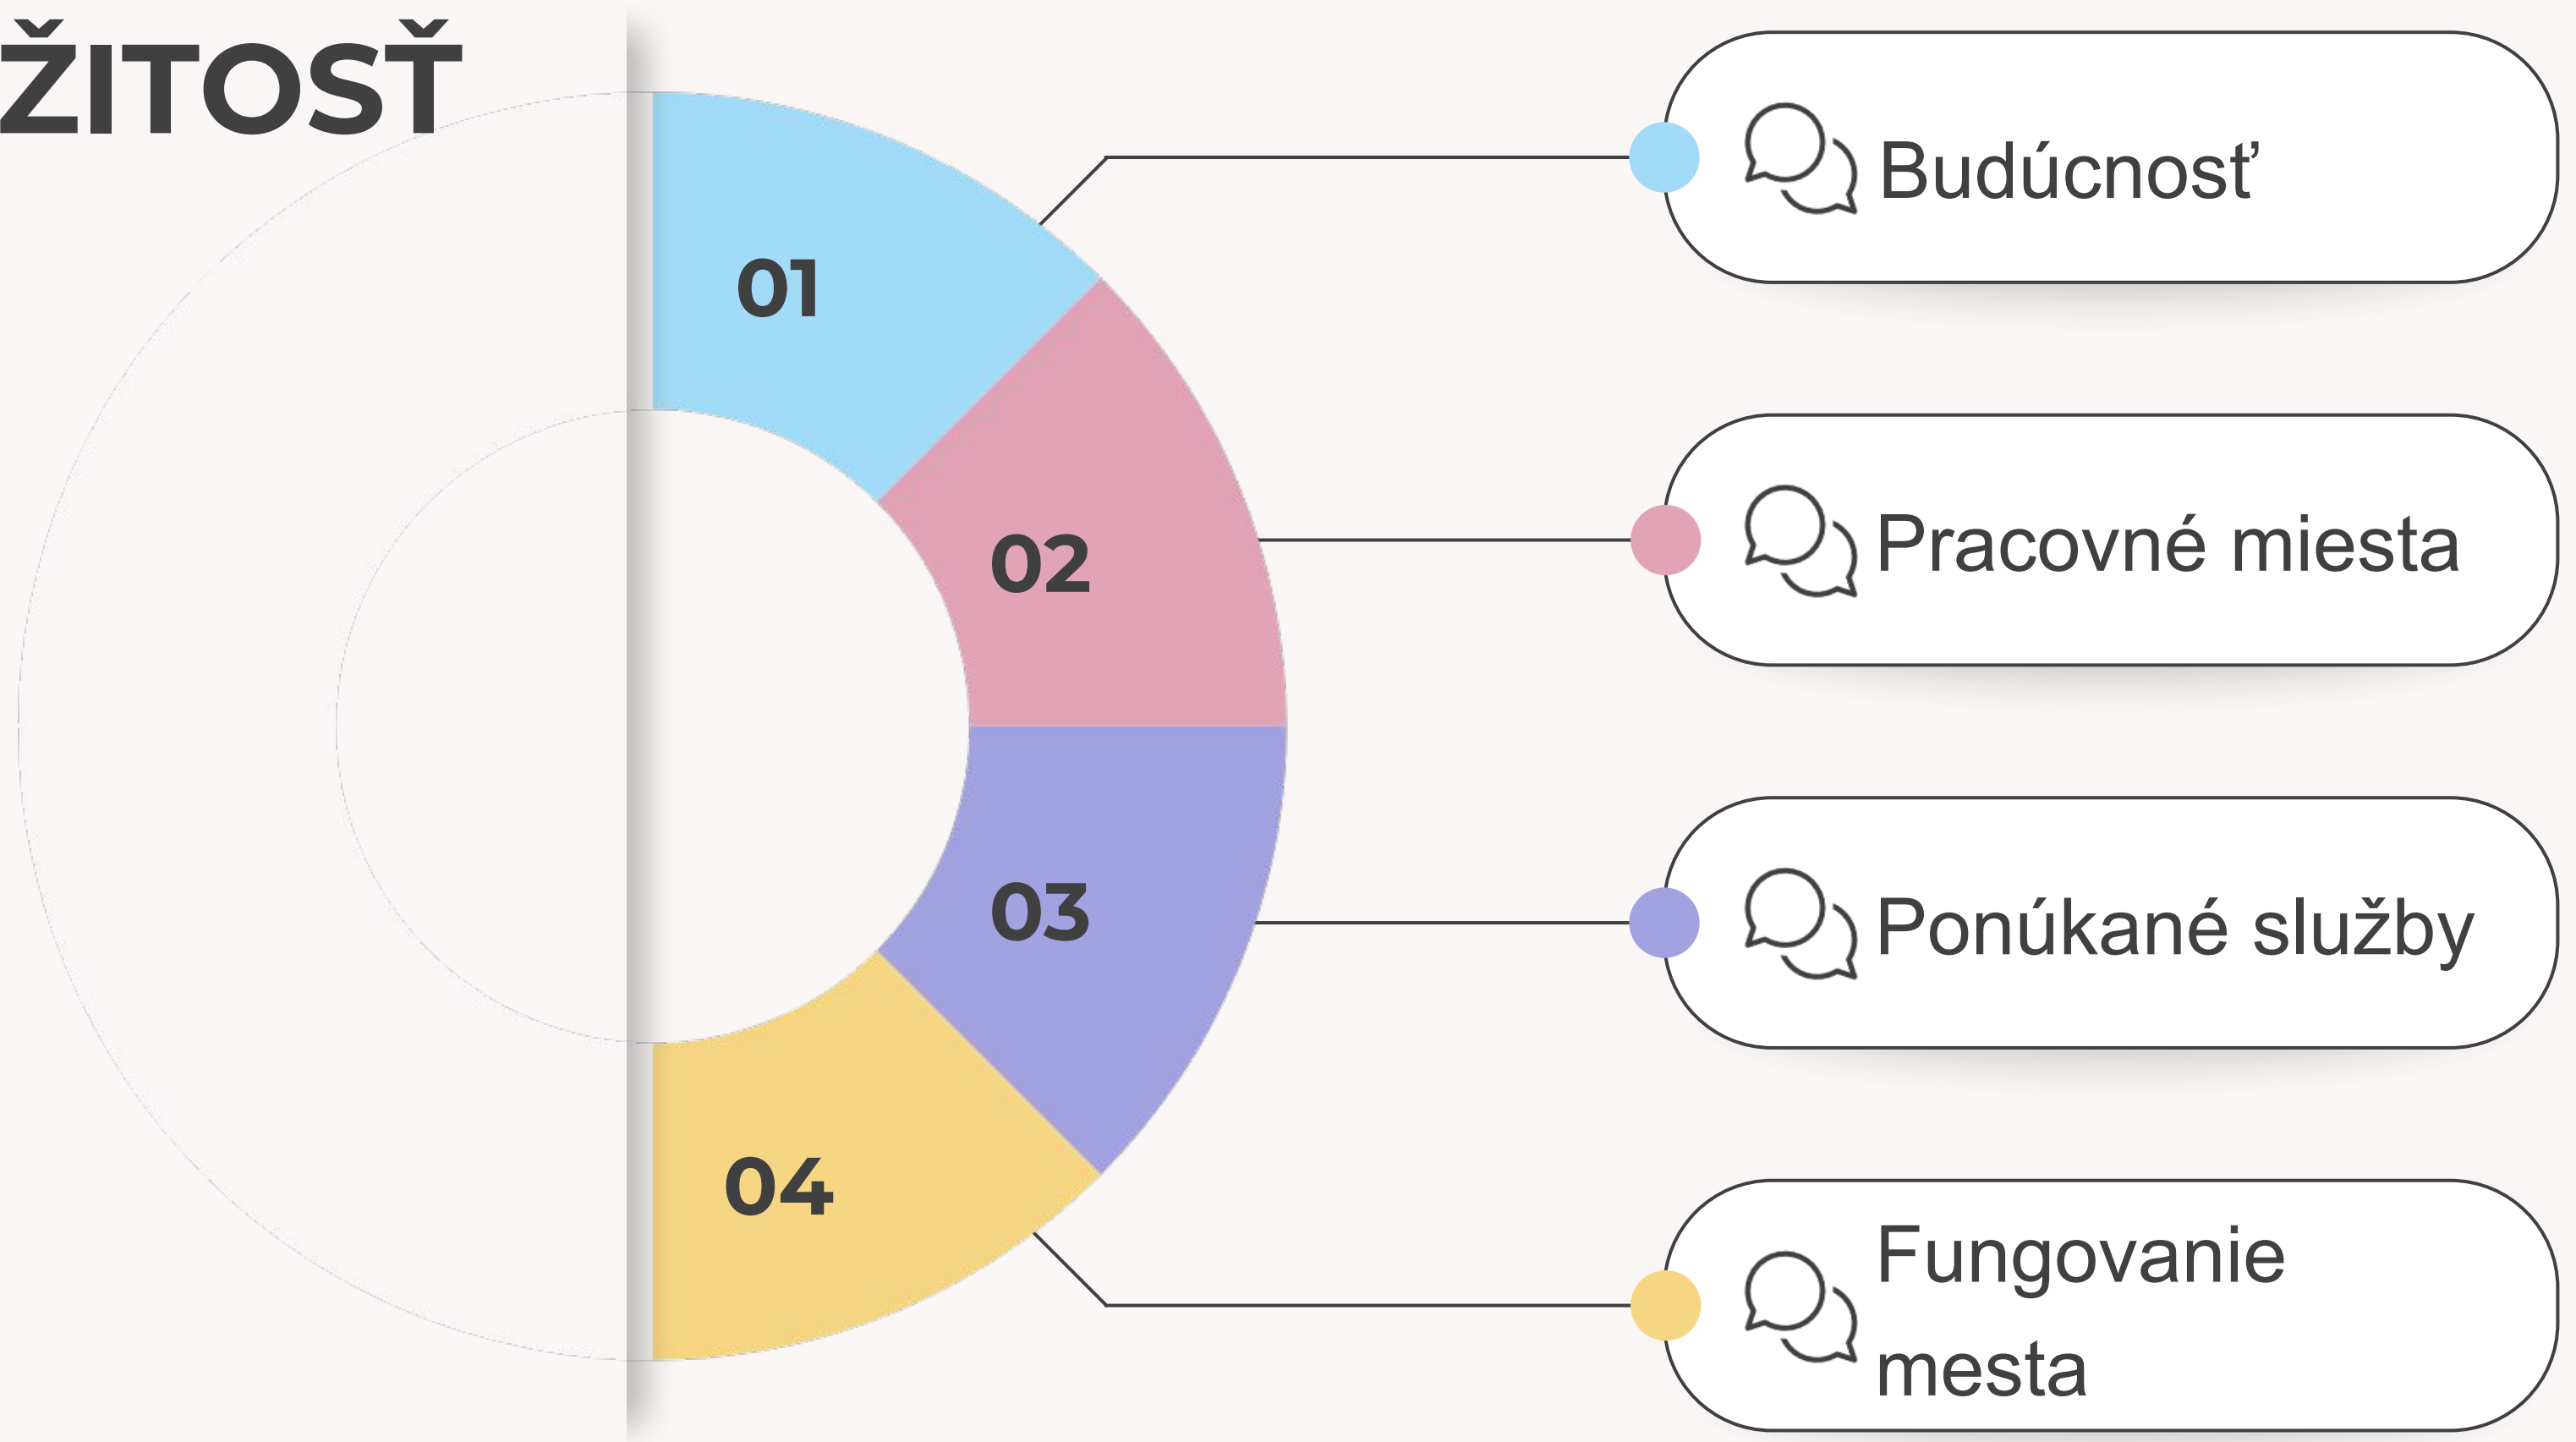 ŽITOSŤ
01
Budúcnosť
02
Pracovné miesta
03
Ponúkané služby
04
Fungovanie
mesta